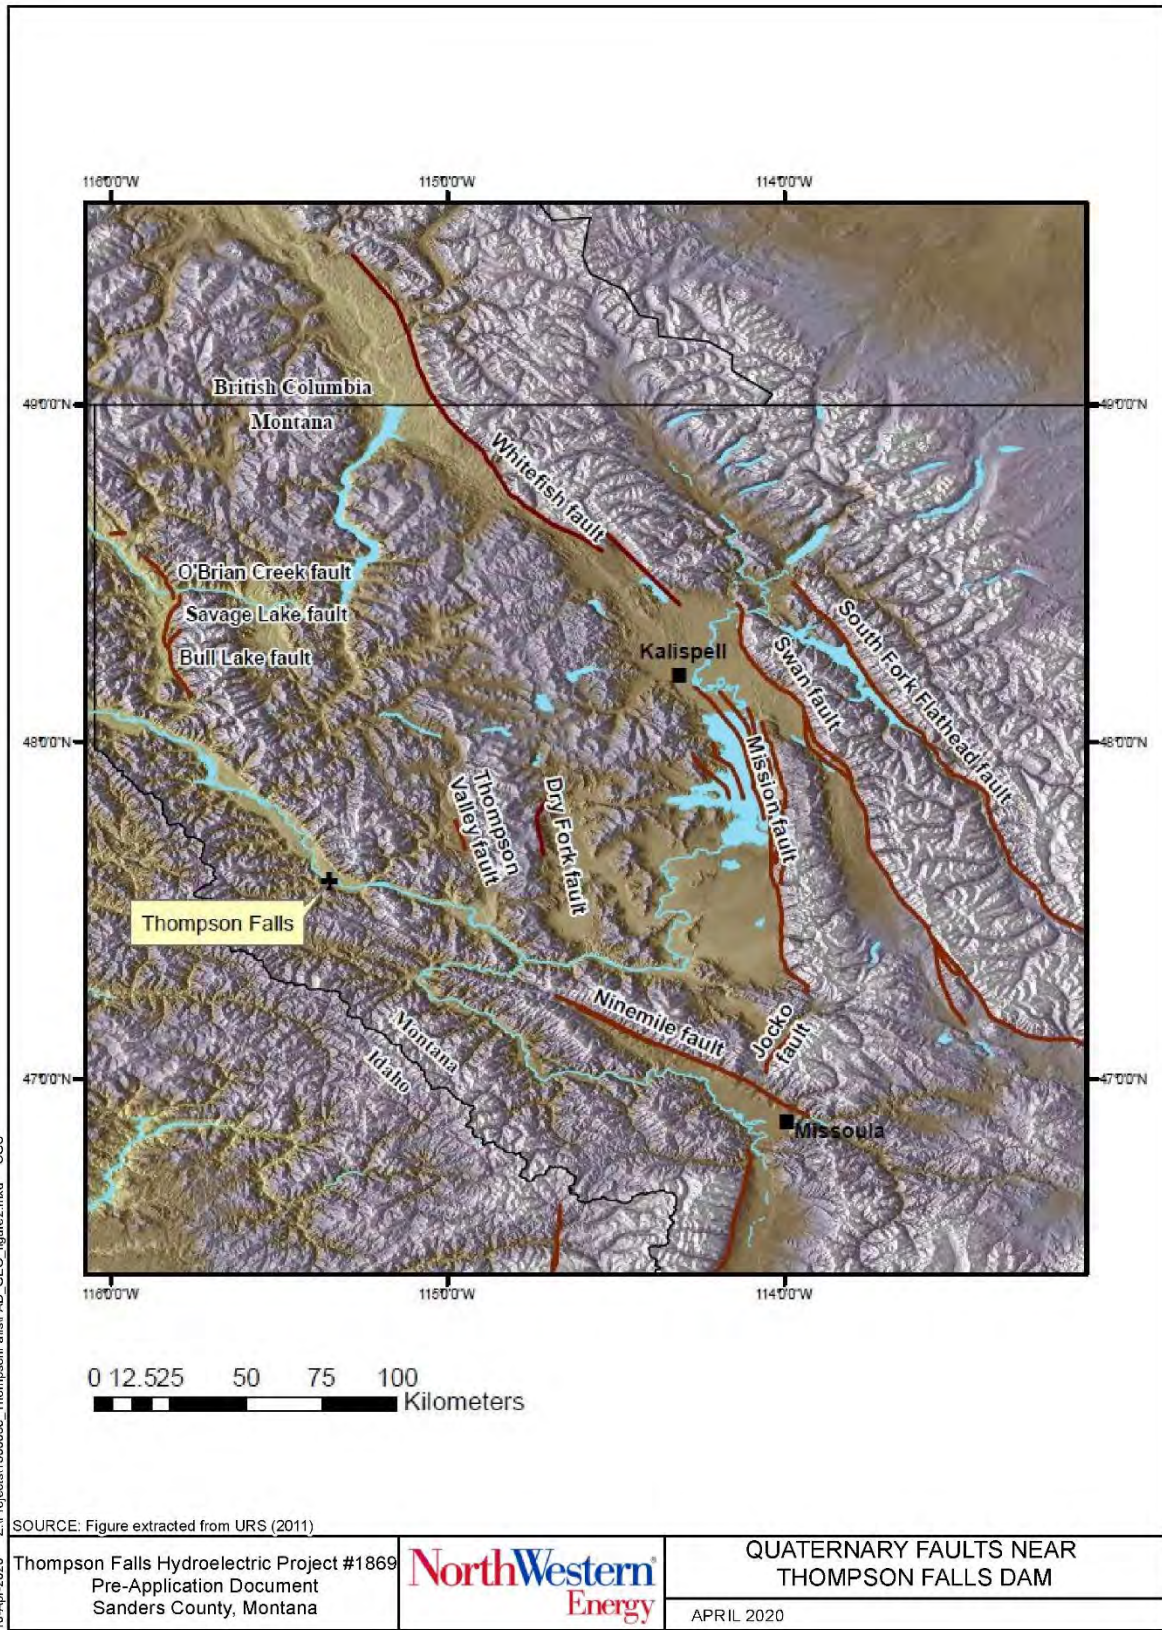 116°0'0"W 115°0'0"W 114°0'0"W
British Columbia
49°0'0"N 49°0'0"N
Montana
Whitefish fault
O'Brian Creek fault
Savage Lake fault
Bull Lake fault
Kalispell
South Fork Flathead fault
Swan fault
48°0'0"N 48°0'0"N
Mission fault
Thompson
Valley fault
Dry Fork fault
Thompson Falls
Ninemile fault
Jocko
fault
Montana
Idaho
47°0'0"N 47°0'0"N
Missoula
116°0'0"W 115°0'0"W 114°0'0"W
0 12.525 50 75 100
Kilometers
SOURCE: Figure extracted from URS (2011)
Thompson Falls Hydroelectric Project #1869
Pre-Application Document
Sanders County, Montana
NorthWestern®
Energy
QUATERNARY FAULTS NEAR
THOMPSON FALLS DAM
APRIL 2020